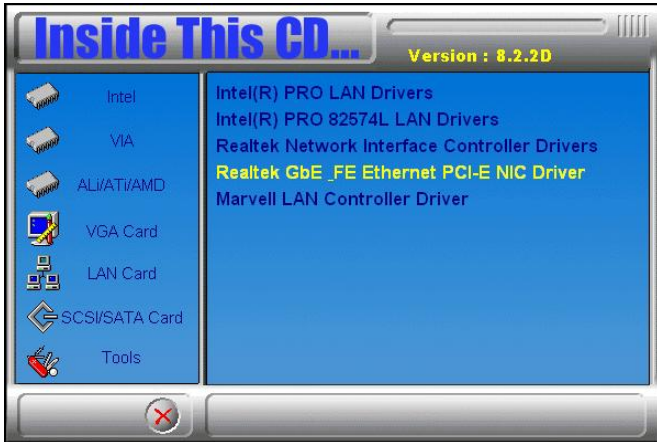 Inside This CD...
Version : 8.2.2D
Intel
VIA
ALi/ATi/AMD
VGA Card
LAN Card
SCSI/SATA Card
Tools
Intel(R) PRO LAN Drivers
Intel(R) PRO 82574L LAN Drivers
Realtek Network Interface Controller Drivers
Realtek GbE _FE Ethernet PCI-E NIC Driver
Marvell LAN Controller Driver